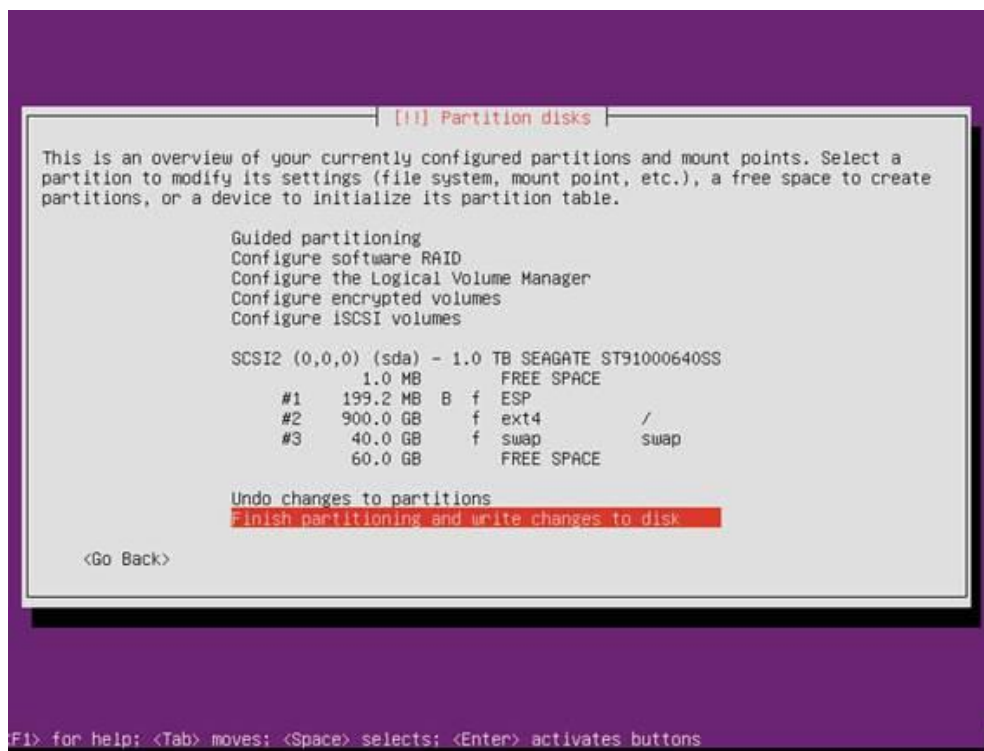 [!!] Partition disks
This is an overview of your currently configured partitions and mount points. Select a
partition to modify its settings (file system, mount point, etc.), a free space to create
partitions, or a device to initialize its partition table.
Guided partitioning
Configure software RAID
Configure the Logical Volume Manager
Configure encrypted volumes
Configure iSCSI volumes
SCSI2 (0,0,0) (sda) - 1.0 TB SEAGATE ST91000640SS
1.0 MB FREE SPACE
#1 199.2 MB B f ESP
#2 900.0 GB f ext4 /
#3 40.0 GB f swap swap
60.0 GB FREE SPACE
Undo changes to partitions
Finish partitioning and write changes to disk
<Go Back>
<F1> for help; <Tab> moves; <Space> selects; <Enter> activates buttons